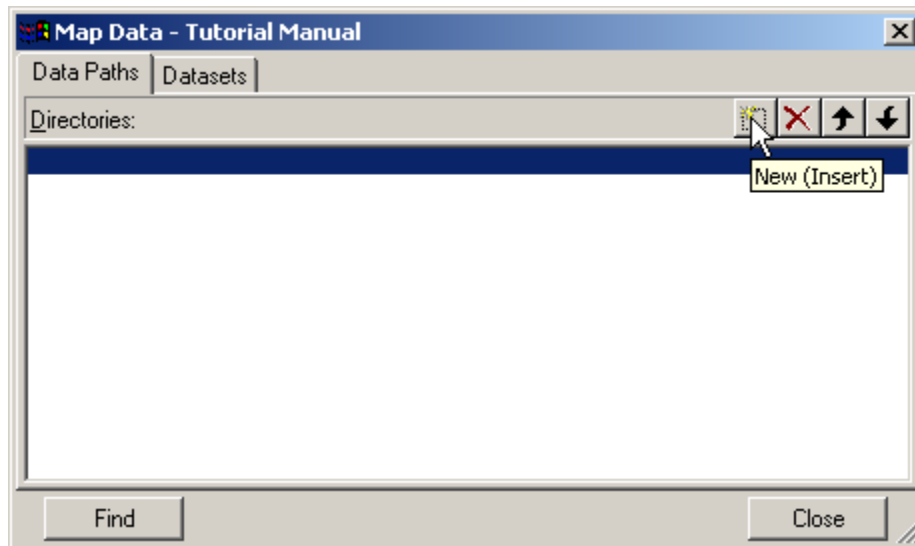 Map Data - Tutorial Manual
Data Paths
Datasets
Directories:
New (Insert)
Find
Close